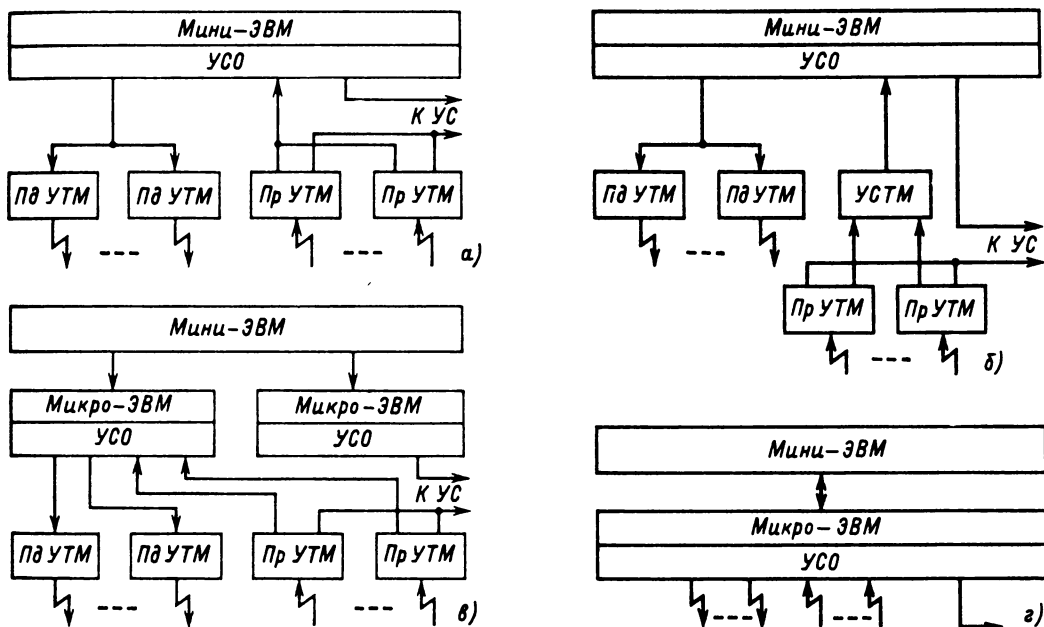 Мини-ЭВМ
УСО
К УС
Пд УТМ
Пд УТМ
Пр УТМ
Пр УТМ
а)
Мини-ЭВМ
УСО
Пд УТМ
Пд УТМ
УСТМ
К УС
Пр УТМ
Пр УТМ
б)
Мини-ЭВМ
Микро-ЭВМ
Микро-ЭВМ
УСО
УСО
К УС
Пд УТМ
Пд УТМ
Пр УТМ
Пр УТМ
в)
Мини-ЭВМ
Микро-ЭВМ
УСО
г)